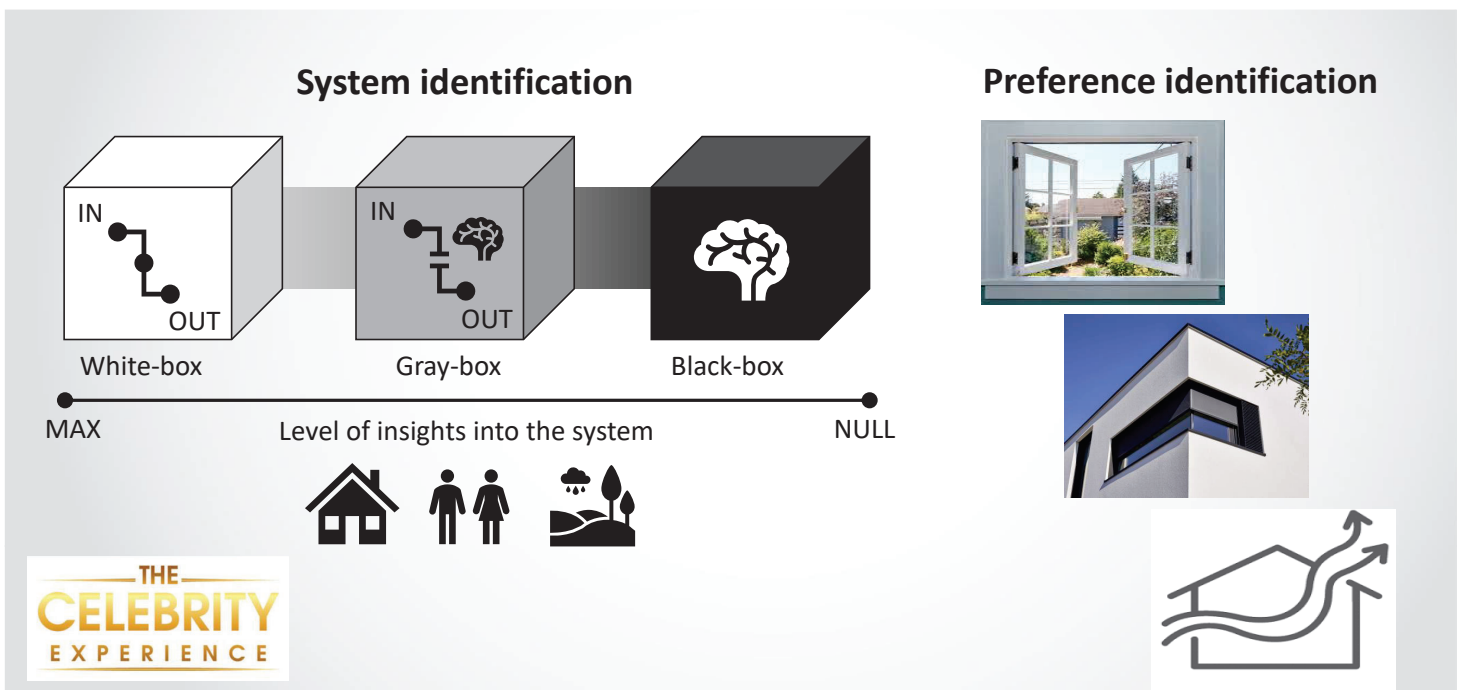 System identification
Preference identification
IN
OUT
IN
OUT
White-box
Gray-box
Black-box
MAX
Level of insights into the system
NULL
THE
CELEBRITY
EXPERIENCE